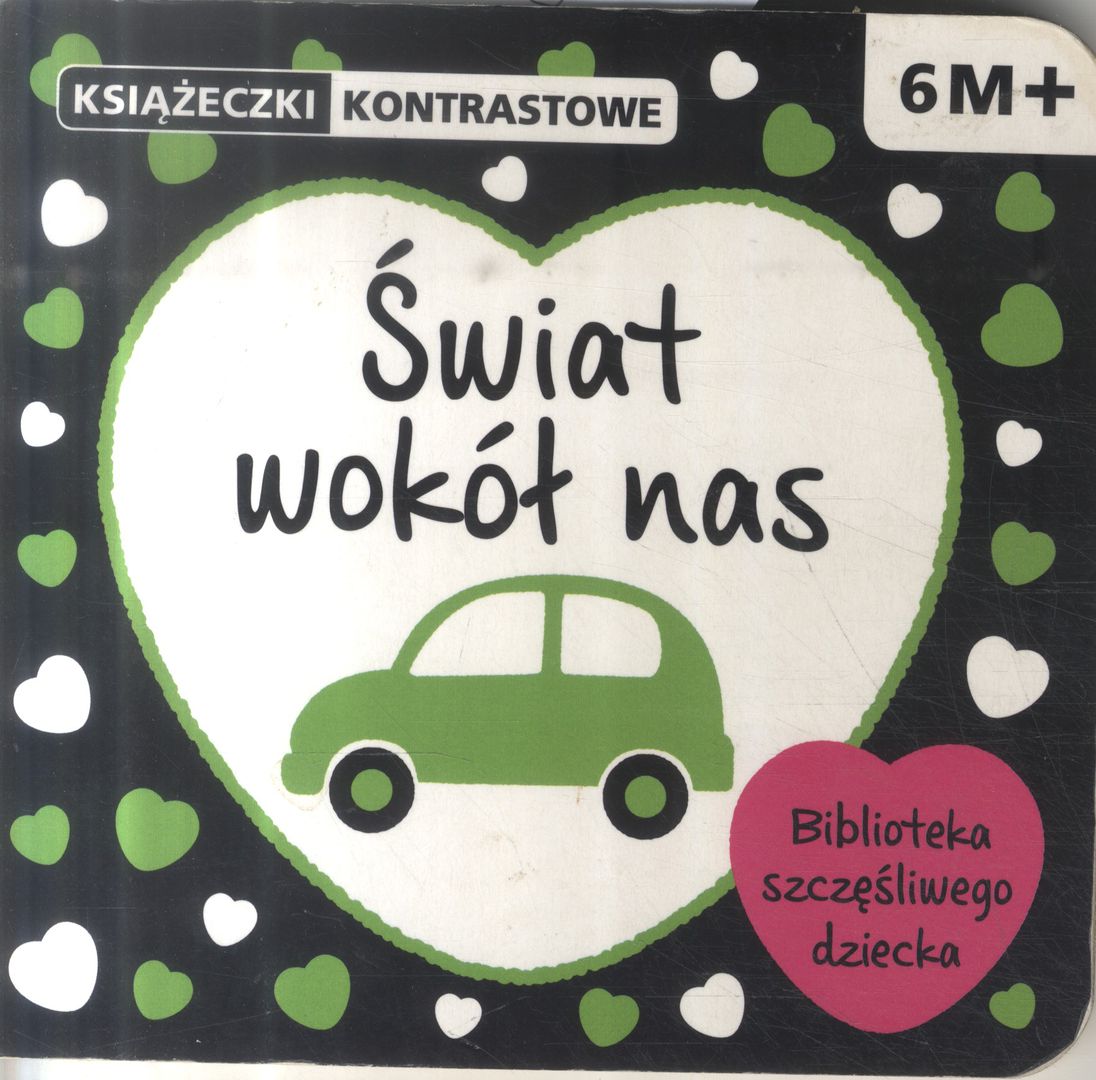 KSIĄŻECZKI KONTRASTOWE
6M+
Świat
wokół nas
Biblioteka
szczęśliwego
dziecka